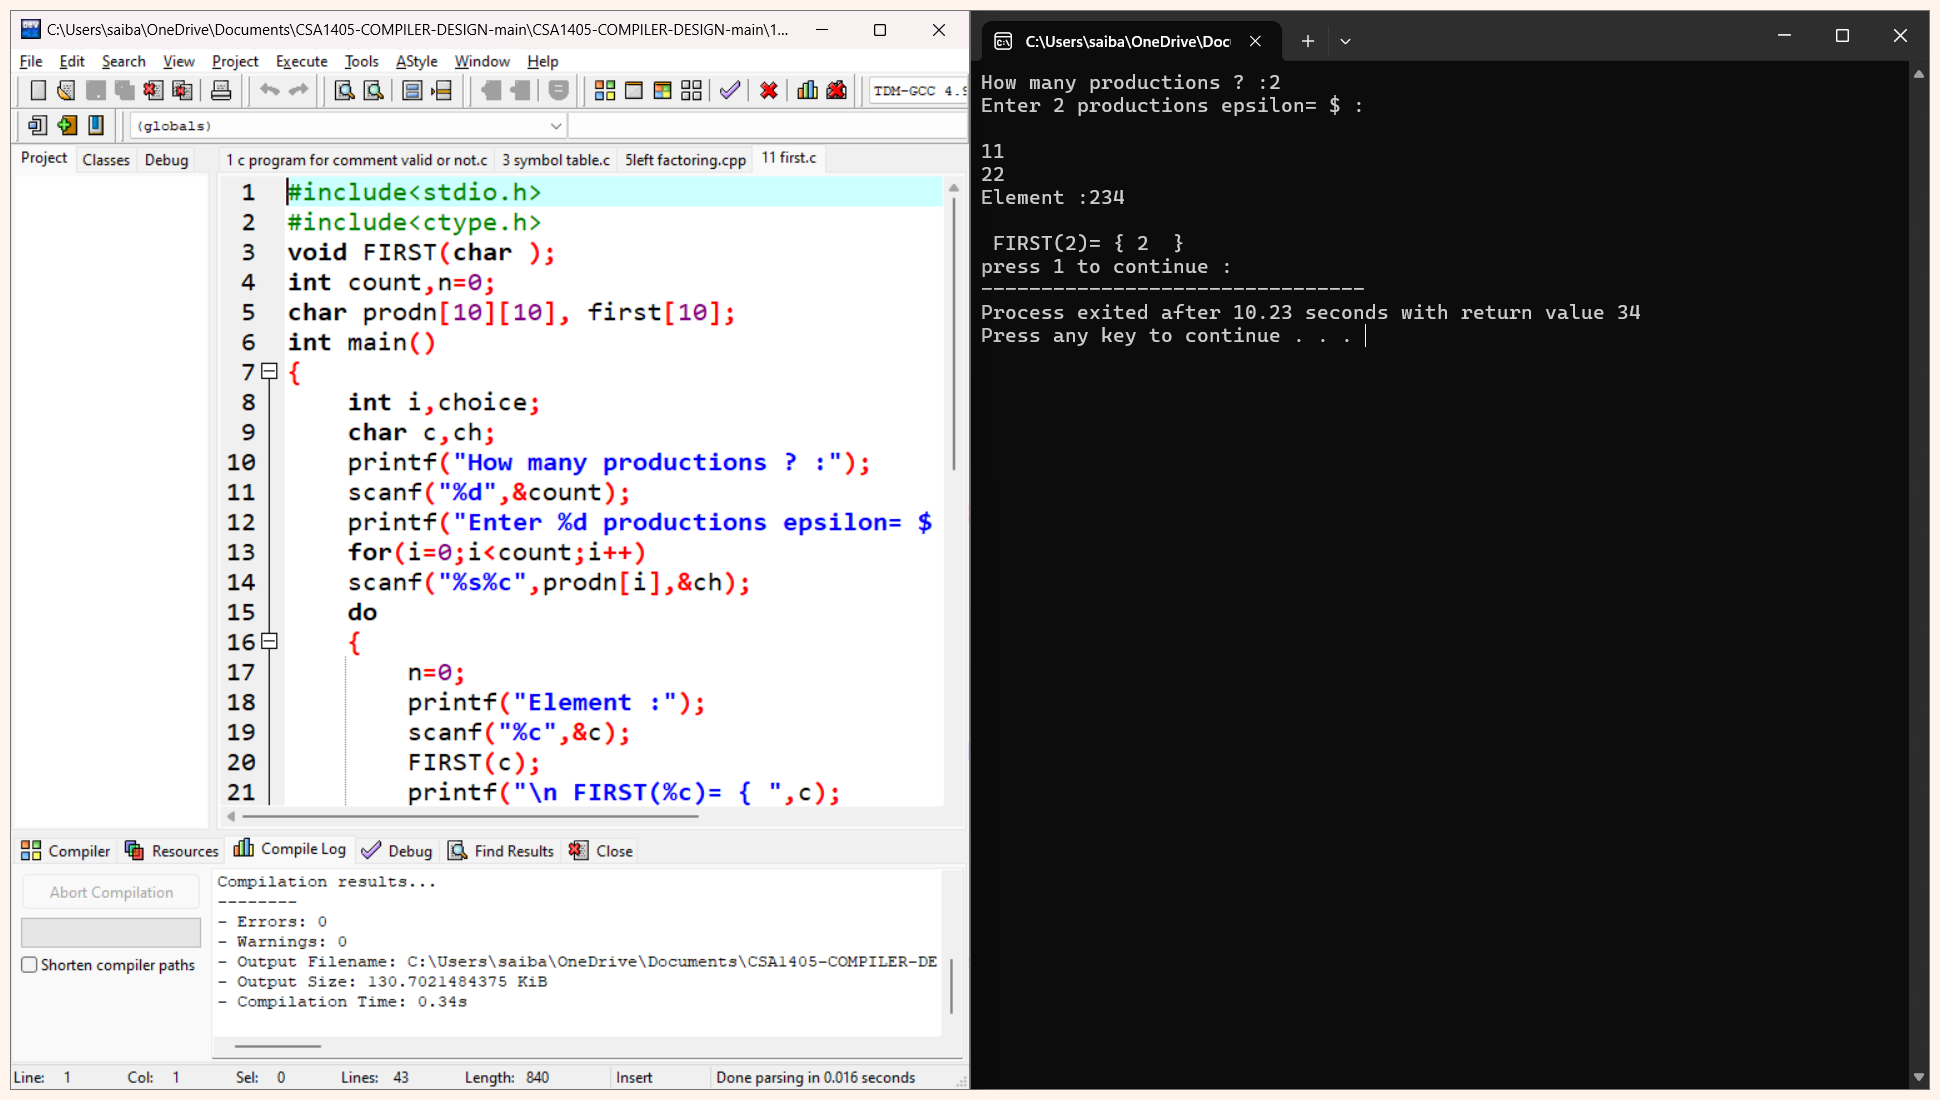 C:\Users\saiba\OneDrive\Documents\CSA1405-COMPILER-DESIGN-main\CSA1405-COMPILER-DESIGN-main\1...
File Edit Search View Project Execute Tools AStyle Window Help
TDM-GCC 4.9
(globals)
Project Classes Debug
1 c program for comment valid or not.c 3 symbol table.c 5left factoring.cpp 11 first.c
1 #include<stdio.h>
2 #include<ctype.h>
3 void FIRST(char );
4 int count,n=0;
5 char prodn[10][10], first[10];
6 int main()
7 {
8 int i,choice;
9 char c,ch;
10 printf("How many productions ? :");
11 scanf("%d",&count);
12 printf("Enter %d productions epsilon= $
13 for(i=0;i<count;i++)
14 scanf("%s%c",prodn[i],&ch);
15 do
16 {
17 n=0;
18 printf("Element :");
19 scanf("%c",&c);
20 FIRST(c);
21 printf("\n FIRST(%c)= { ",c);
Compiler Resources Compile Log Debug Find Results Close
Abort Compilation
Shorten compiler paths
Compilation results...
--------
- Errors: 0
- Warnings: 0
- Output Filename: C:\Users\saiba\OneDrive\Documents\CSA1405-COMPILER-DE
- Output Size: 130.7021484375 KiB
- Compilation Time: 0.34s
Line: 1 Col: 1 Sel: 0 Lines: 43 Length: 840 Insert Done parsing in 0.016 seconds
C:\Users\saiba\OneDrive\Doc
How many productions ? :2
Enter 2 productions epsilon= $ :
11
22
Element :234
FIRST(2)= { 2  }
press 1 to continue :
--------------------------------
Process exited after 10.23 seconds with return value 34
Press any key to continue . . .